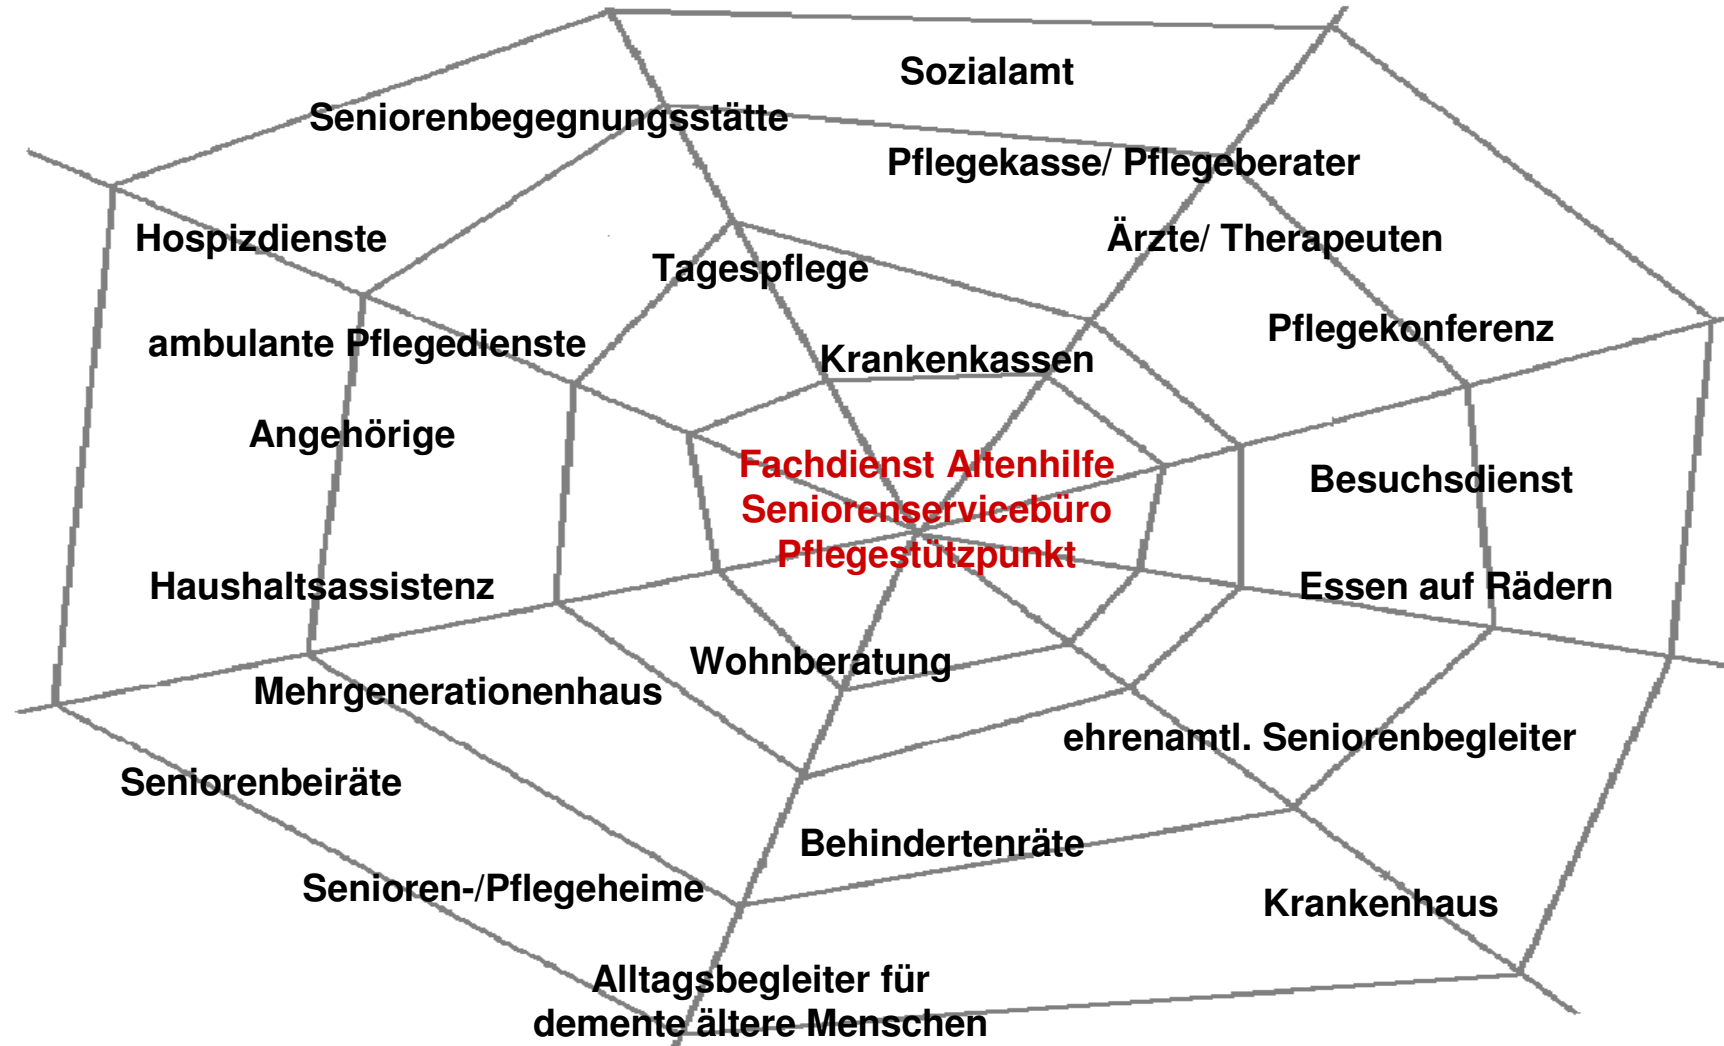 Sozialamt
Seniorenbegegnungsstätte
Pflegekasse/ Pflegeberater
Hospizdienste
Ärzte/ Therapeuten
Tagespflege
Pflegekonferenz
ambulante Pflegedienste
Krankenkassen
Angehörige
Fachdienst Altenhilfe
Seniorenservicebüro
Pflegestützpunkt
Besuchsdienst
Haushaltsassistenz
Essen auf Rädern
Wohnberatung
Mehrgenerationenhaus
ehrenamtl. Seniorenbegleiter
Seniorenbeiräte
Behindertenräte
Senioren-/Pflegeheime
Krankenhaus
Alltagsbegleiter für
demente ältere Menschen